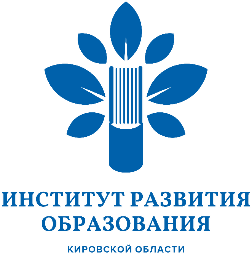 ИНСТИТУТ РАЗВИТИЯ
ОБРАЗОВАНИЯ
КИРОВСКОЙ ОБЛАСТИ